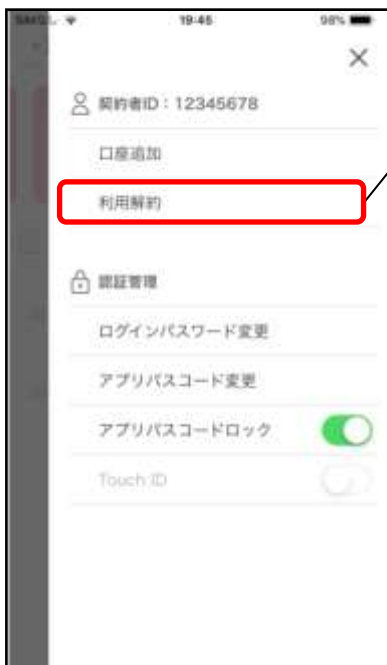 19:45 98%
契約者ID:12345678
口座追加
利用解約
認証管理
ログインパスワード変更
アプリパスコード変更
アプリパスコードロック
Touch ID